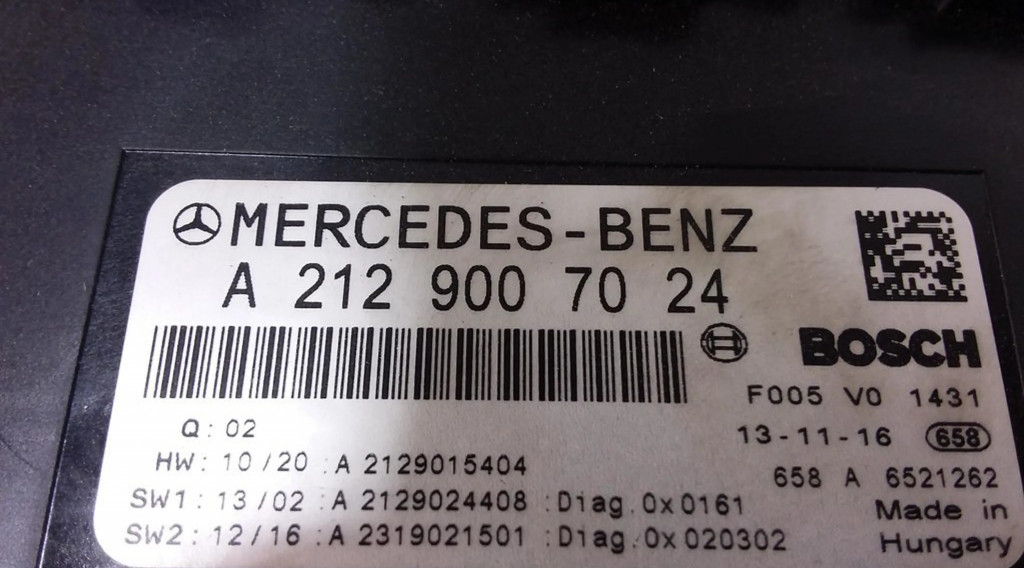 MERCEDES-BENZ
A 212 900 70 24
BOSCH
F005 V0 1431
Q: 02
13-11-16 658
HW: 10/20 :A 2129015404
658 A 6521262
SW1: 13/02 :A 2129024408 :Diag.0x0161
Made in
SW2: 12/16 :A 2319021501 :Diag.0x020302
Hungary